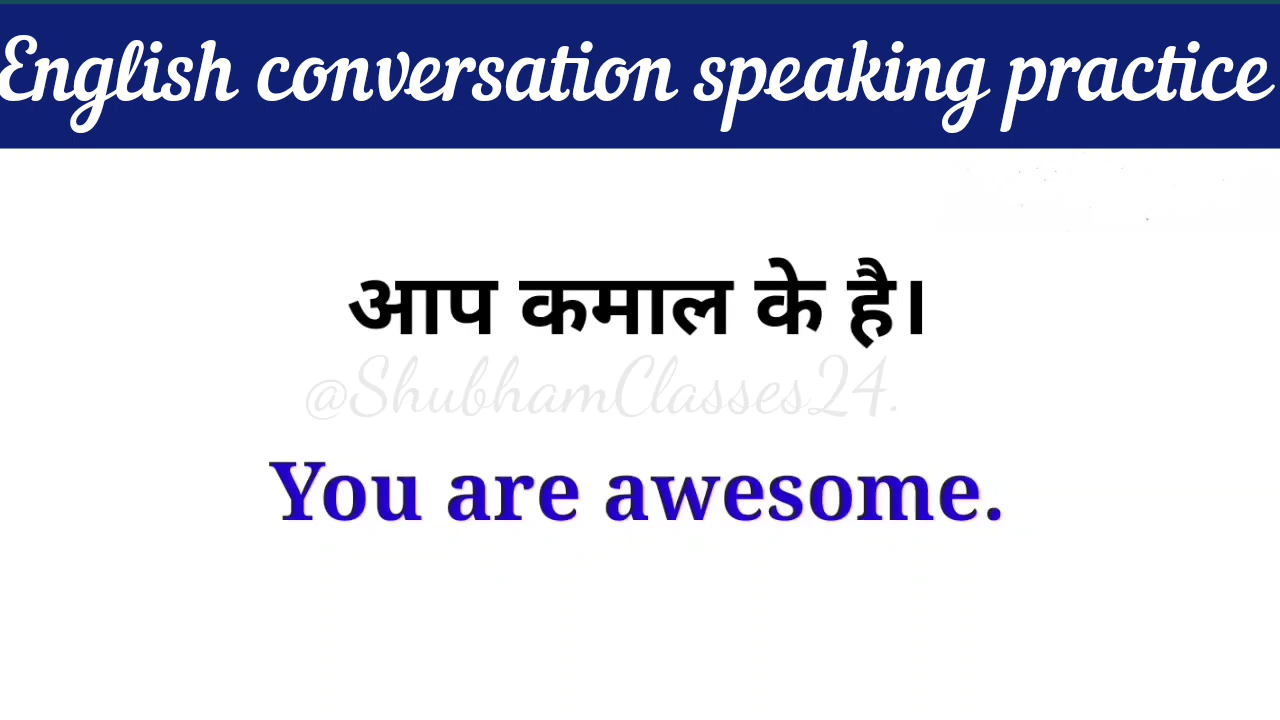 English conversation speaking practice
आप कमाल के है।
@ShubhamClasses24.
You are awesome.